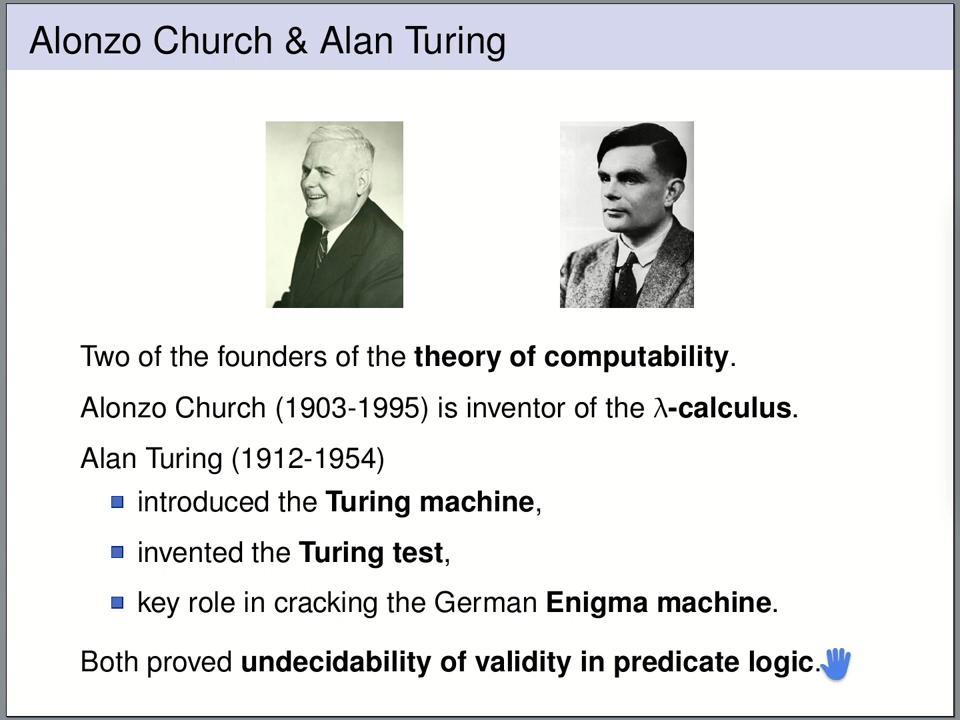 Alonzo Church & Alan Turing
Two of the founders of the theory of computability.
Alonzo Church (1903-1995) is inventor of the λ-calculus.
Alan Turing (1912-1954)
introduced the Turing machine,
invented the Turing test,
key role in cracking the German Enigma machine.
Both proved undecidability of validity in predicate logic.